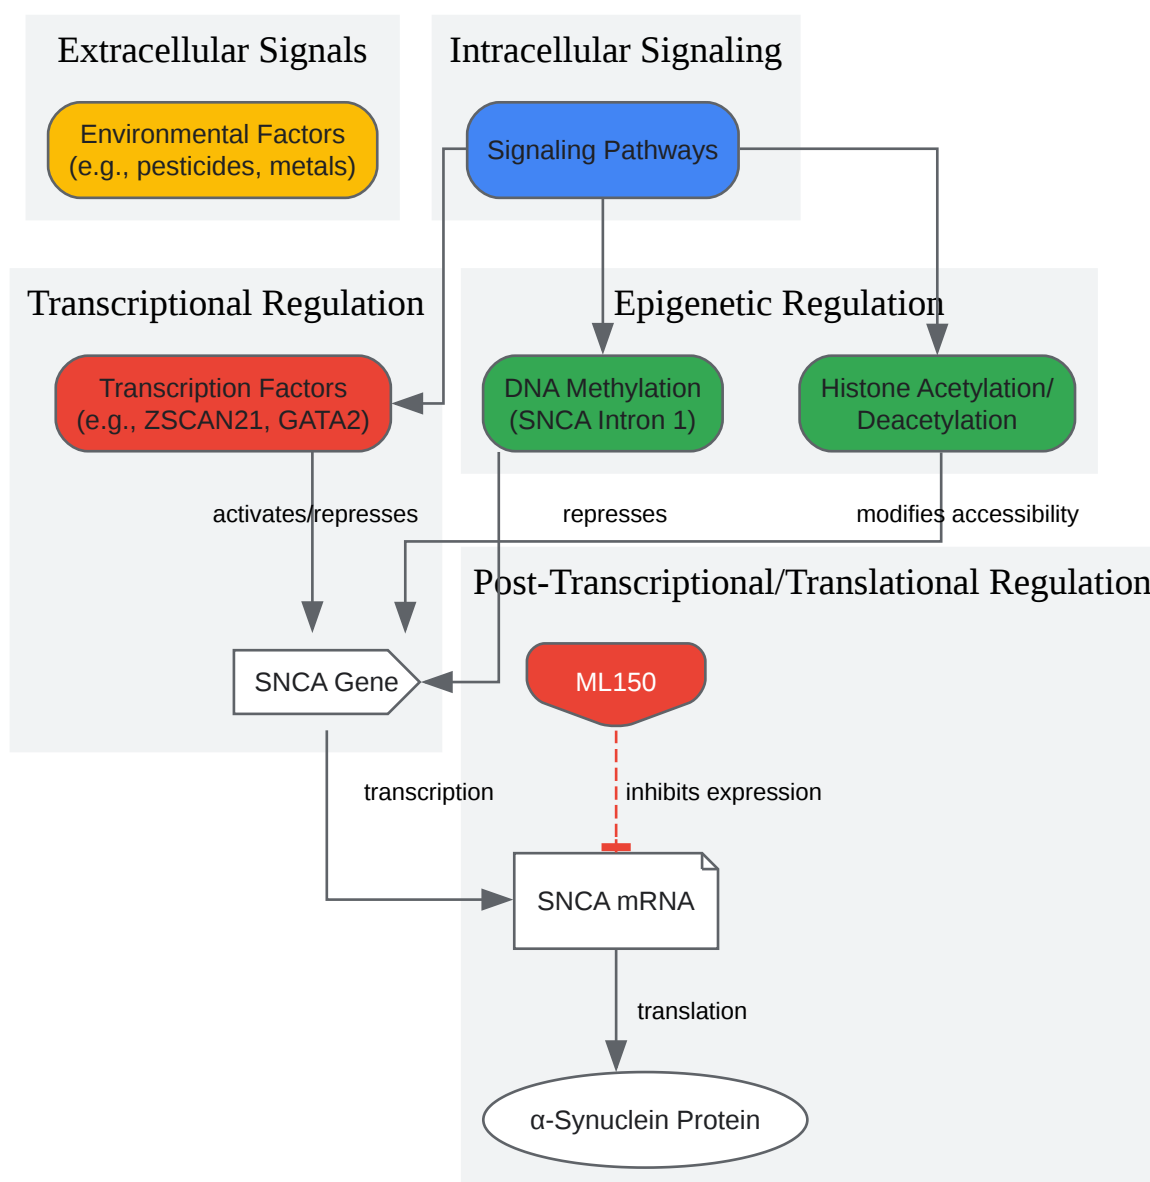 Extracellular Signals
Intracellular Signaling
Environmental Factors
(e.g., pesticides, metals)
Signaling Pathways
Transcriptional Regulation
Epigenetic Regulation
Transcription Factors
(e.g., ZSCAN21, GATA2)
DNA Methylation
(SNCA Intron 1)
Histone Acetylation/
Deacetylation
activates/represses
represses
modifies accessibility
Post-Transcriptional/Translational Regulation
SNCA Gene
ML150
transcription
inhibits expression
SNCA mRNA
translation
α-Synuclein Protein